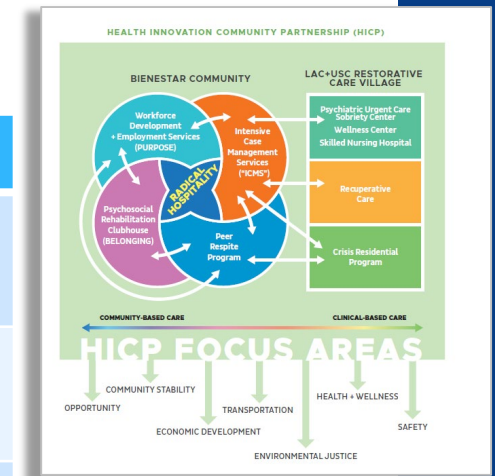 HEALTH INNOVATION COMMUNITY PARTNERSHIP (HICP)
BIENESTAR COMMUNITY
LAC+USC RESTORATIVE
CARE VILLAGE
Workforce
Development
+ Employment Services
(PURPOSE)
Intensive
Case
Management
Services
("ICMS")
RADICAL
HOSPITALITY
Psychosocial
Rehabilitation
Clubhouse
(BELONGING)
Peer
Respite
Program
Psychiatric Urgent Care
Sobriety Center
Wellness Center
Skilled Nursing Hospital
Recuperative
Care
Crisis Residential
Program
COMMUNITY-BASED CARE
CLINICAL-BASED CARE
HICP FOCUS AREAS
OPPORTUNITY
COMMUNITY STABILITY
ECONOMIC DEVELOPMENT
TRANSPORTATION
ENVIRONMENTAL JUSTICE
HEALTH + WELLNESS
SAFETY